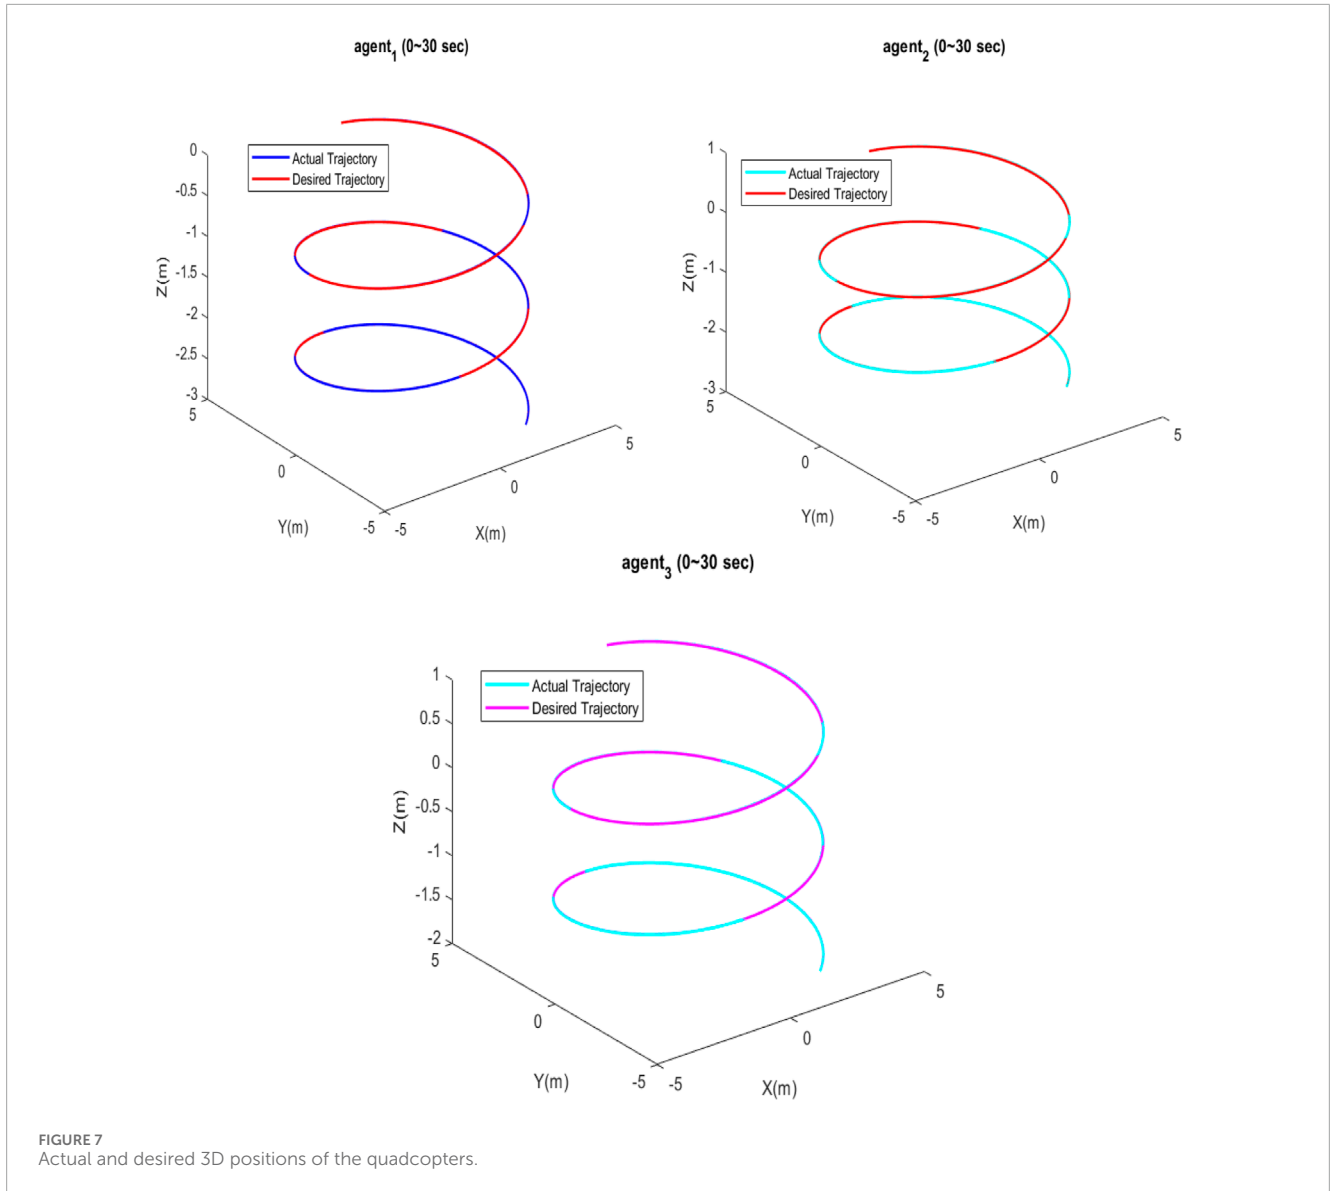 agent1 (0~30 sec)
Actual Trajectory
Desired Trajectory
0
-0.5
-1
-1.5
-2
-2.5
-3
Z(m)
5
0
-5
Y(m)
-5
0
5
X(m)
agent2 (0~30 sec)
Actual Trajectory
Desired Trajectory
1
0
-1
-2
-3
Z(m)
5
0
-5
Y(m)
-5
0
5
X(m)
agent3 (0~30 sec)
Actual Trajectory
Desired Trajectory
1
0.5
0
-0.5
-1
-1.5
-2
Z(m)
5
0
-5
Y(m)
-5
0
5
X(m)
FIGURE 7
Actual and desired 3D positions of the quadcopters.